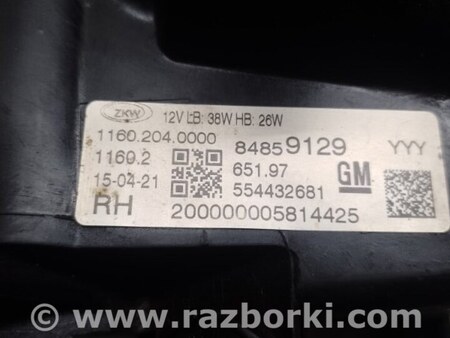 ZKW 12V LB: 38W HB: 26W
1160.204.0000 84859129 YYY
1160.2 651.97 GM
15-04-21 554432681
RH 200000005814425
© www.razborki.com/